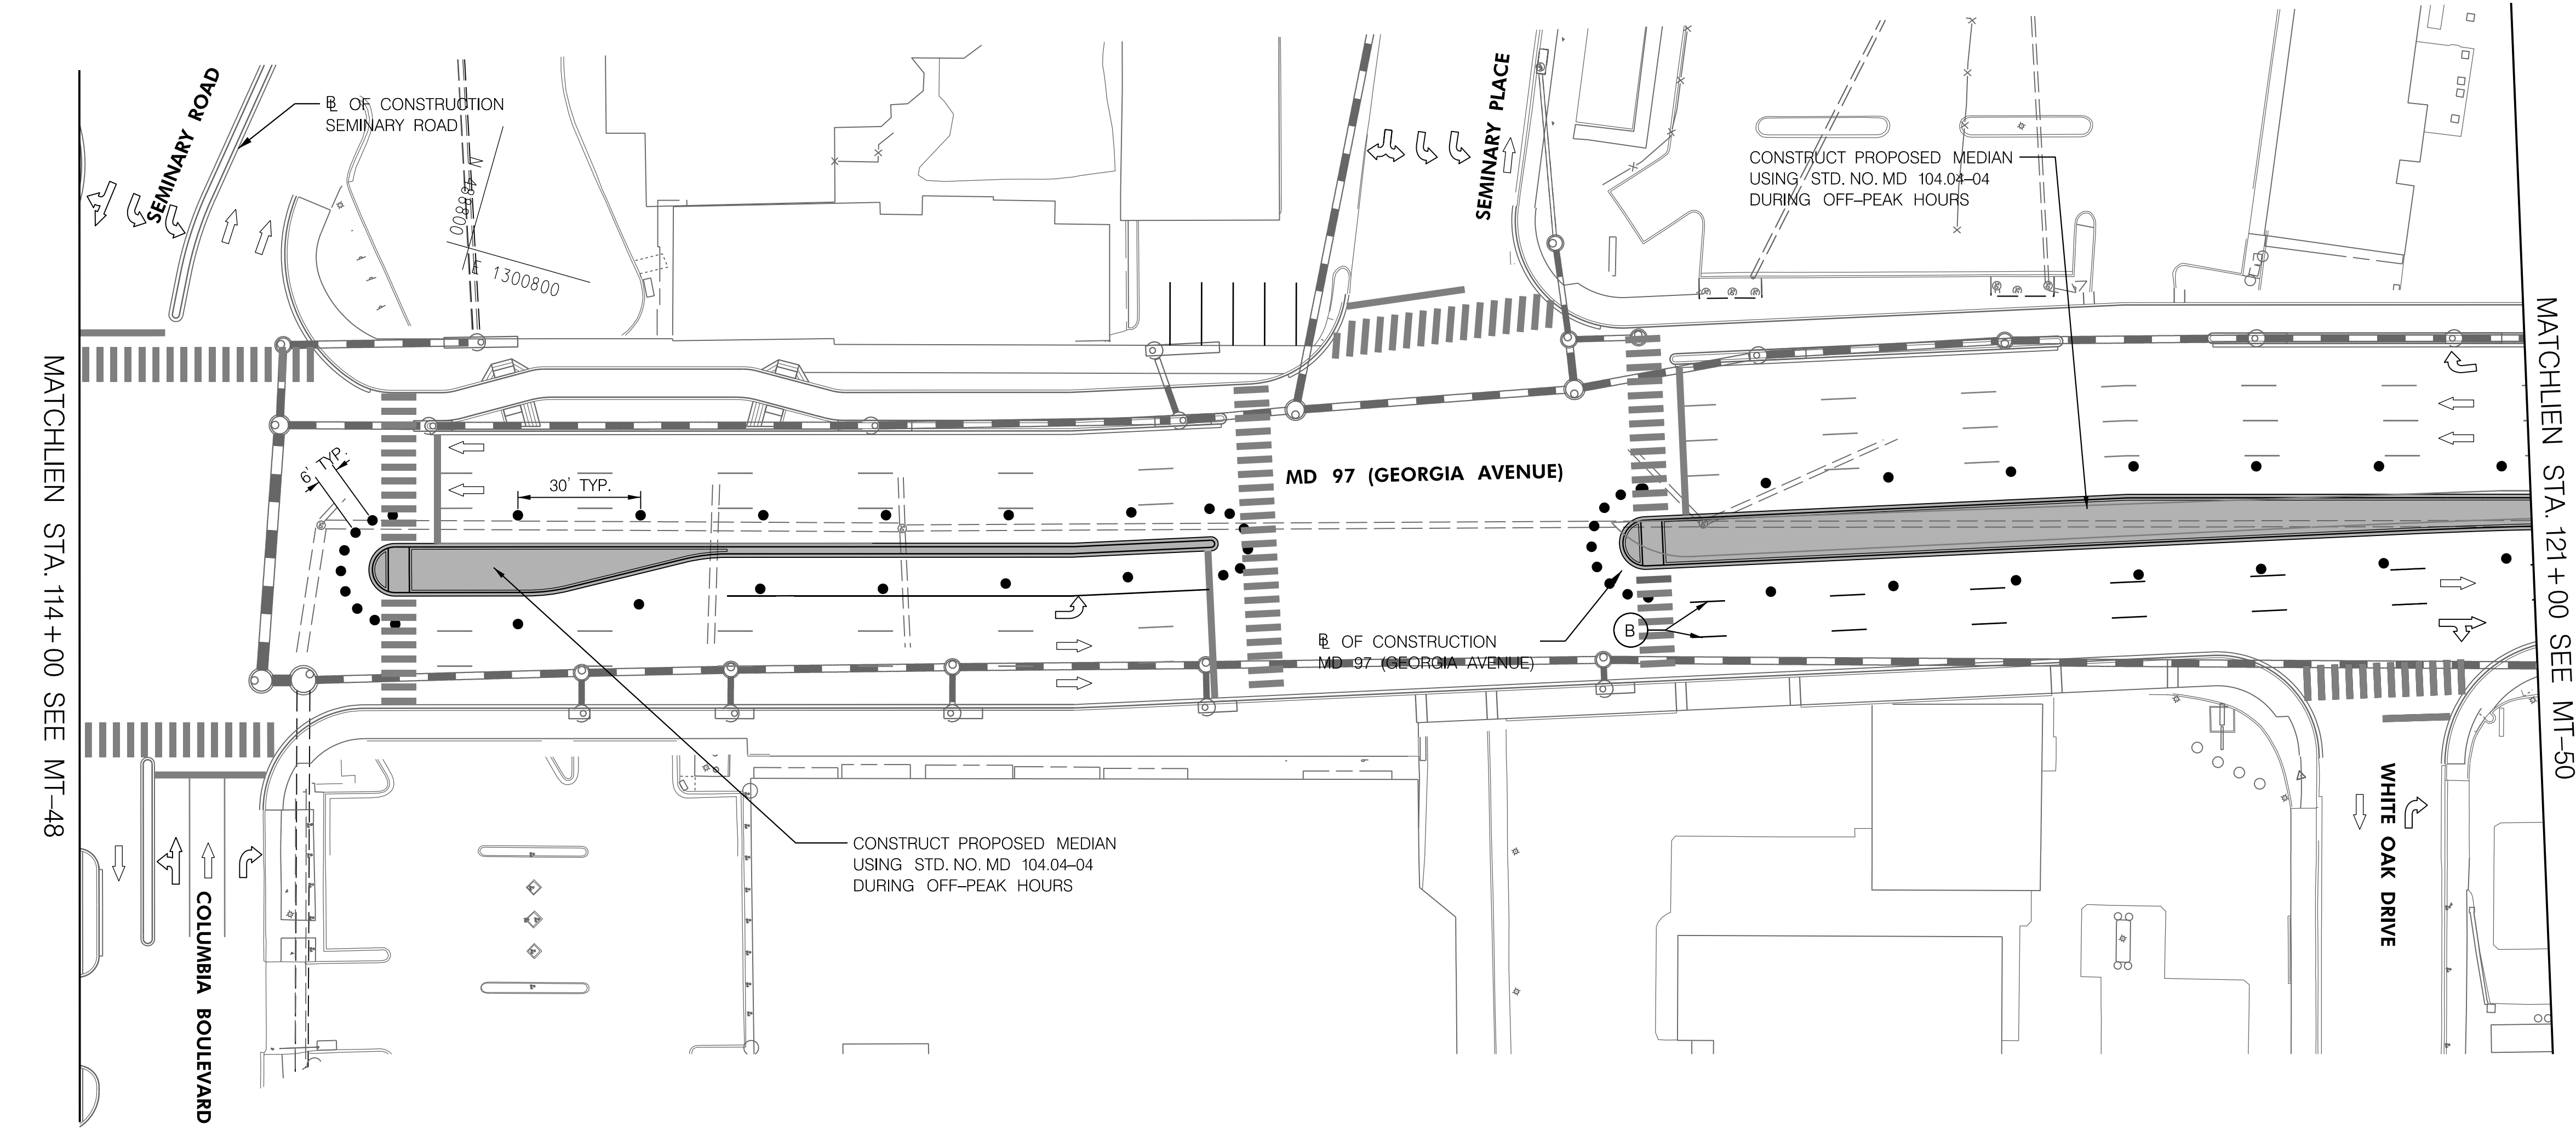 SEMINARY ROAD
℄ OF CONSTRUCTION
SEMINARY ROAD
N 488800
E 1300800
SEMINARY PLACE
CONSTRUCT PROPOSED MEDIAN
USING STD. NO. MD 104.04–04
DURING OFF–PEAK HOURS
MATCHLIEN STA. 114+00 SEE MT–48
MATCHLIEN STA. 121+00 SEE MT–50
6' TYP.
30' TYP.
MD 97 (GEORGIA AVENUE)
B
℄ OF CONSTRUCTION
MD 97 (GEORGIA AVENUE)
CONSTRUCT PROPOSED MEDIAN
USING STD. NO. MD 104.04–04
DURING OFF–PEAK HOURS
COLUMBIA BOULEVARD
WHITE OAK DRIVE